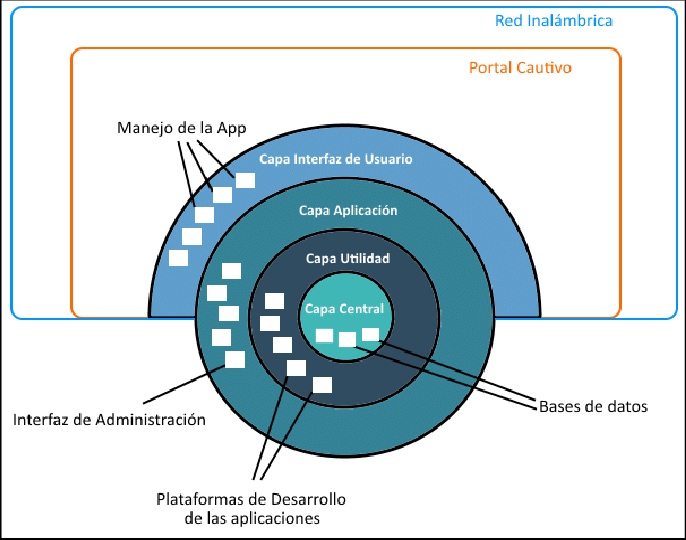 Red Inalámbrica
Portal Cautivo
Manejo de la App
Capa Interfaz de Usuario
Capa Aplicación
Capa Utilidad
Capa Central
Bases de datos
Interfaz de Administración
Plataformas de Desarrollo
de las aplicaciones